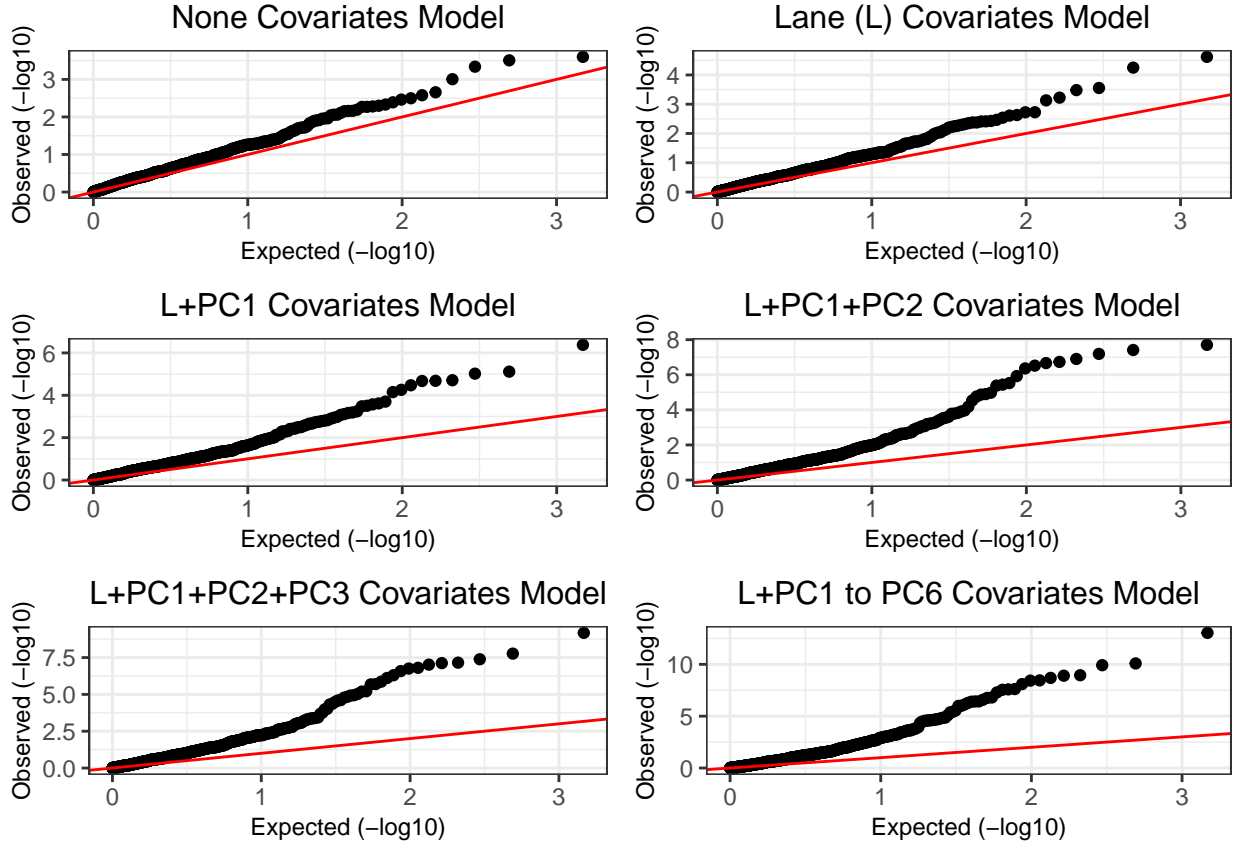 None Covariates Model
Observed (−log10)
3
2
1
0
0 1 2 3
Expected (−log10)
Lane (L) Covariates Model
Observed (−log10)
4
3
2
1
0
0 1 2 3
Expected (−log10)
L+PC1 Covariates Model
Observed (−log10)
6
4
2
0
0 1 2 3
Expected (−log10)
L+PC1+PC2 Covariates Model
Observed (−log10)
8
6
4
2
0
0 1 2 3
Expected (−log10)
L+PC1+PC2+PC3 Covariates Model
Observed (−log10)
7.5
5.0
2.5
0.0
0 1 2 3
Expected (−log10)
L+PC1 to PC6 Covariates Model
Observed (−log10)
10
5
0
0 1 2 3
Expected (−log10)